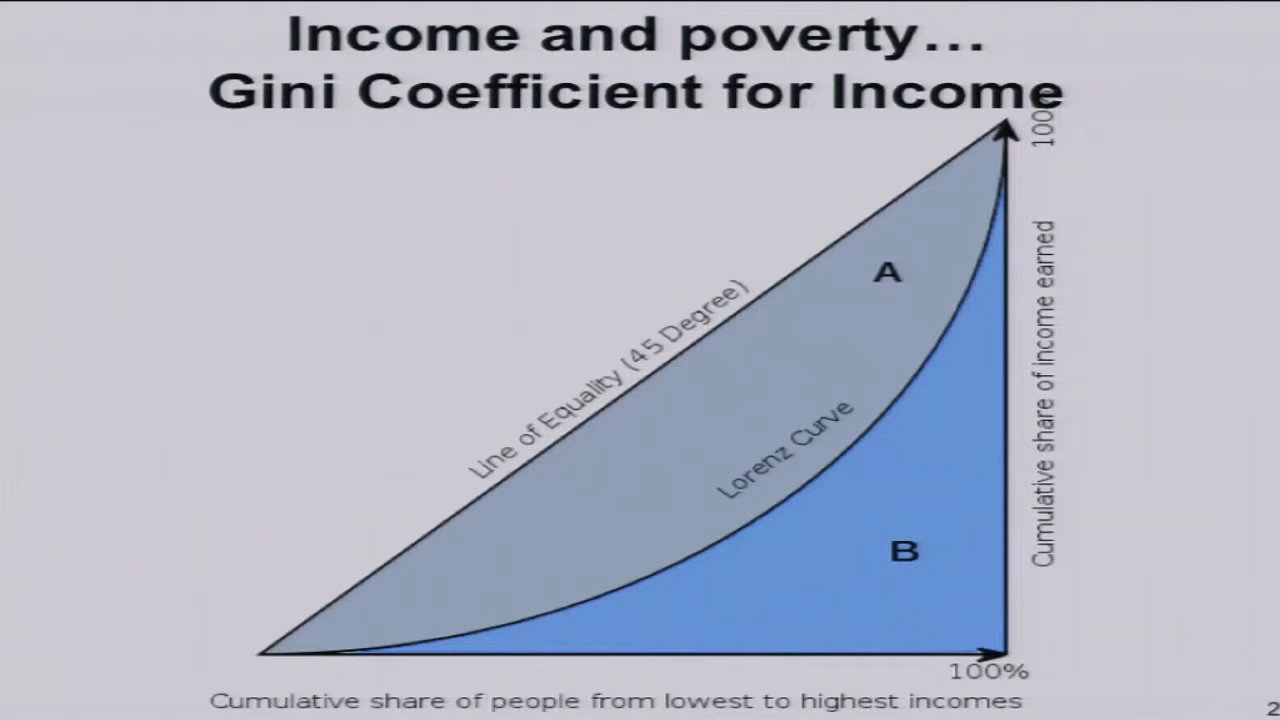 Income and poverty...
Gini Coefficient for Income
100%
Cumulative share of income earned
A
Line of Equality (45 Degree)
Lorenz Curve
B
100%
Cumulative share of people from lowest to highest incomes
2